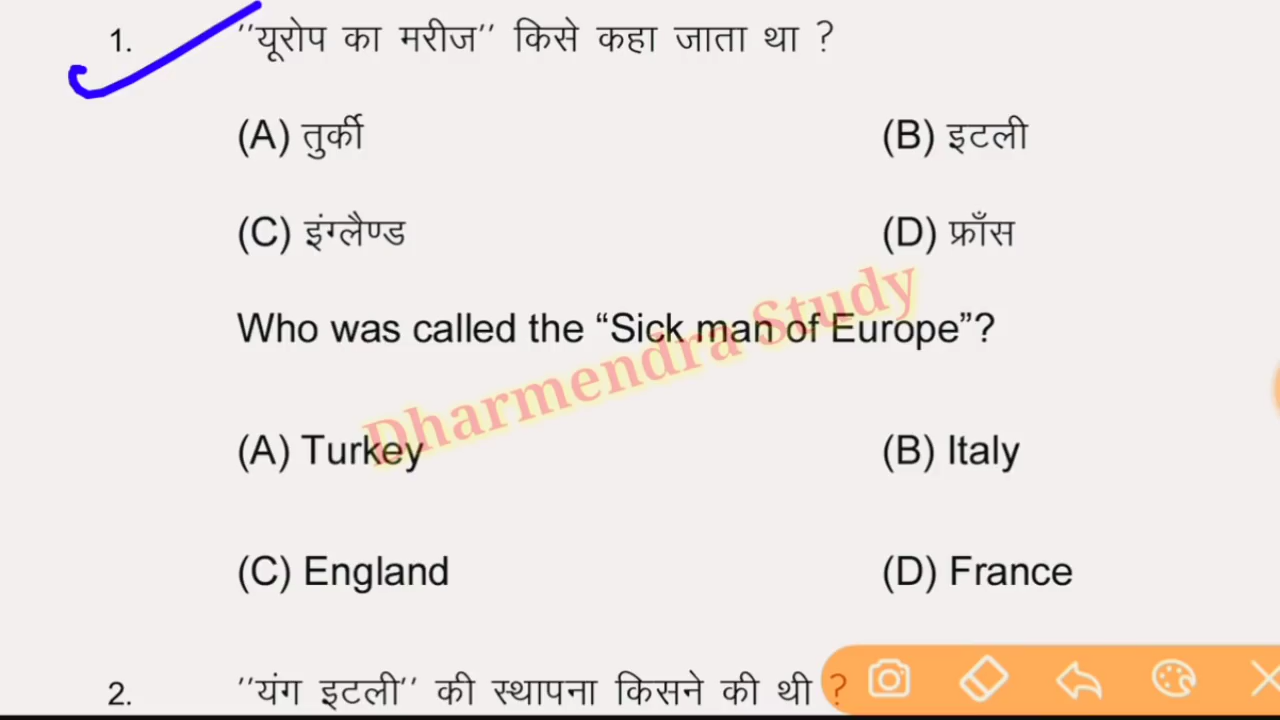 1. ''यूरोप का मरीज'' किसे कहा जाता था ?
(A) तुर्की (B) इटली
(C) इंग्लैण्ड (D) फ्राँस
Who was called the “Sick man of Europe”?
Dharmendra Study
(A) Turkey (B) Italy
(C) England (D) France
2. ''यंग इटली'' की स्थापना किसने की थी ?